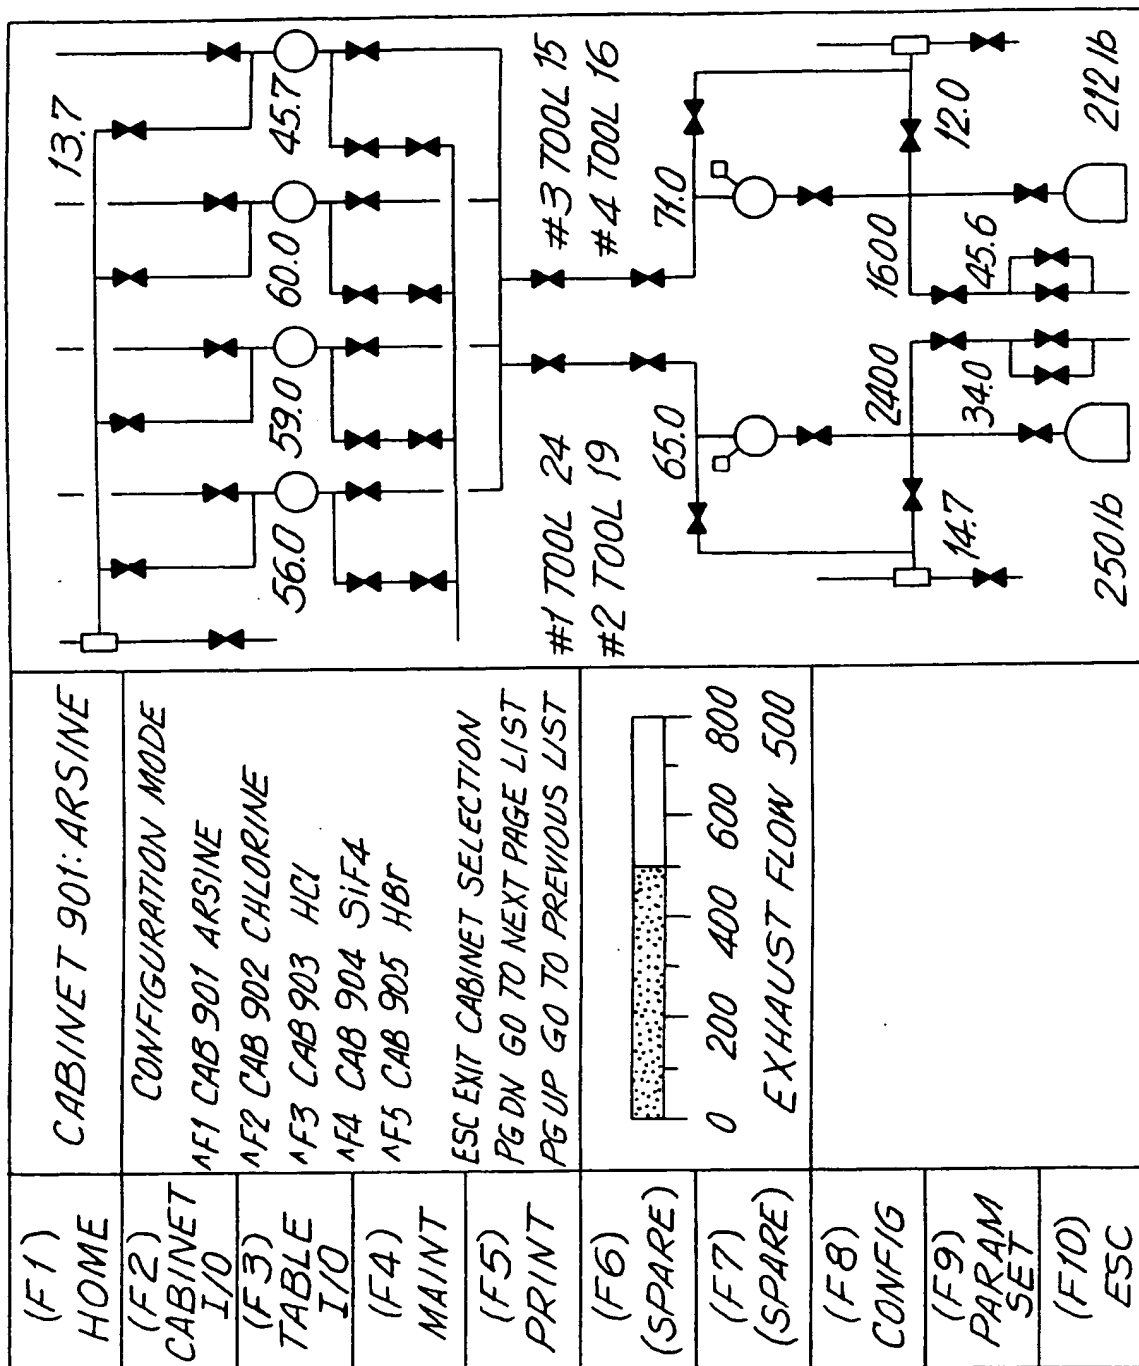 (F1)
HOME
(F2)
CABINET
I/O
(F3)
TABLE
I/O
(F4)
MAINT
(F5)
PRINT
(F6)
(SPARE)
(F7)
(SPARE)
(F8)
CONFIG
(F9)
PARAM
SET
(F10)
ESC
CABINET 901: ARSINE
CONFIGURATION MODE
^F1 CAB 901 ARSINE
^F2 CAB 902 CHLORINE
^F3 CAB 903 HCl
^F4 CAB 904 SiF4
^F5 CAB 905 HBr
ESC EXIT CABINET SELECTION
PG DN GO TO NEXT PAGE LIST
PG UP GO TO PREVIOUS LIST
0 200 400 600 800
EXHAUST FLOW 500
13.7
56.0 59.0 60.0 45.7
#1 TOOL 24
#2 TOOL 19
#3 TOOL 15
#4 TOOL 16
65.0 71.0
2400 1600
14.7 34.0 45.6 12.0
250 lb 212 lb